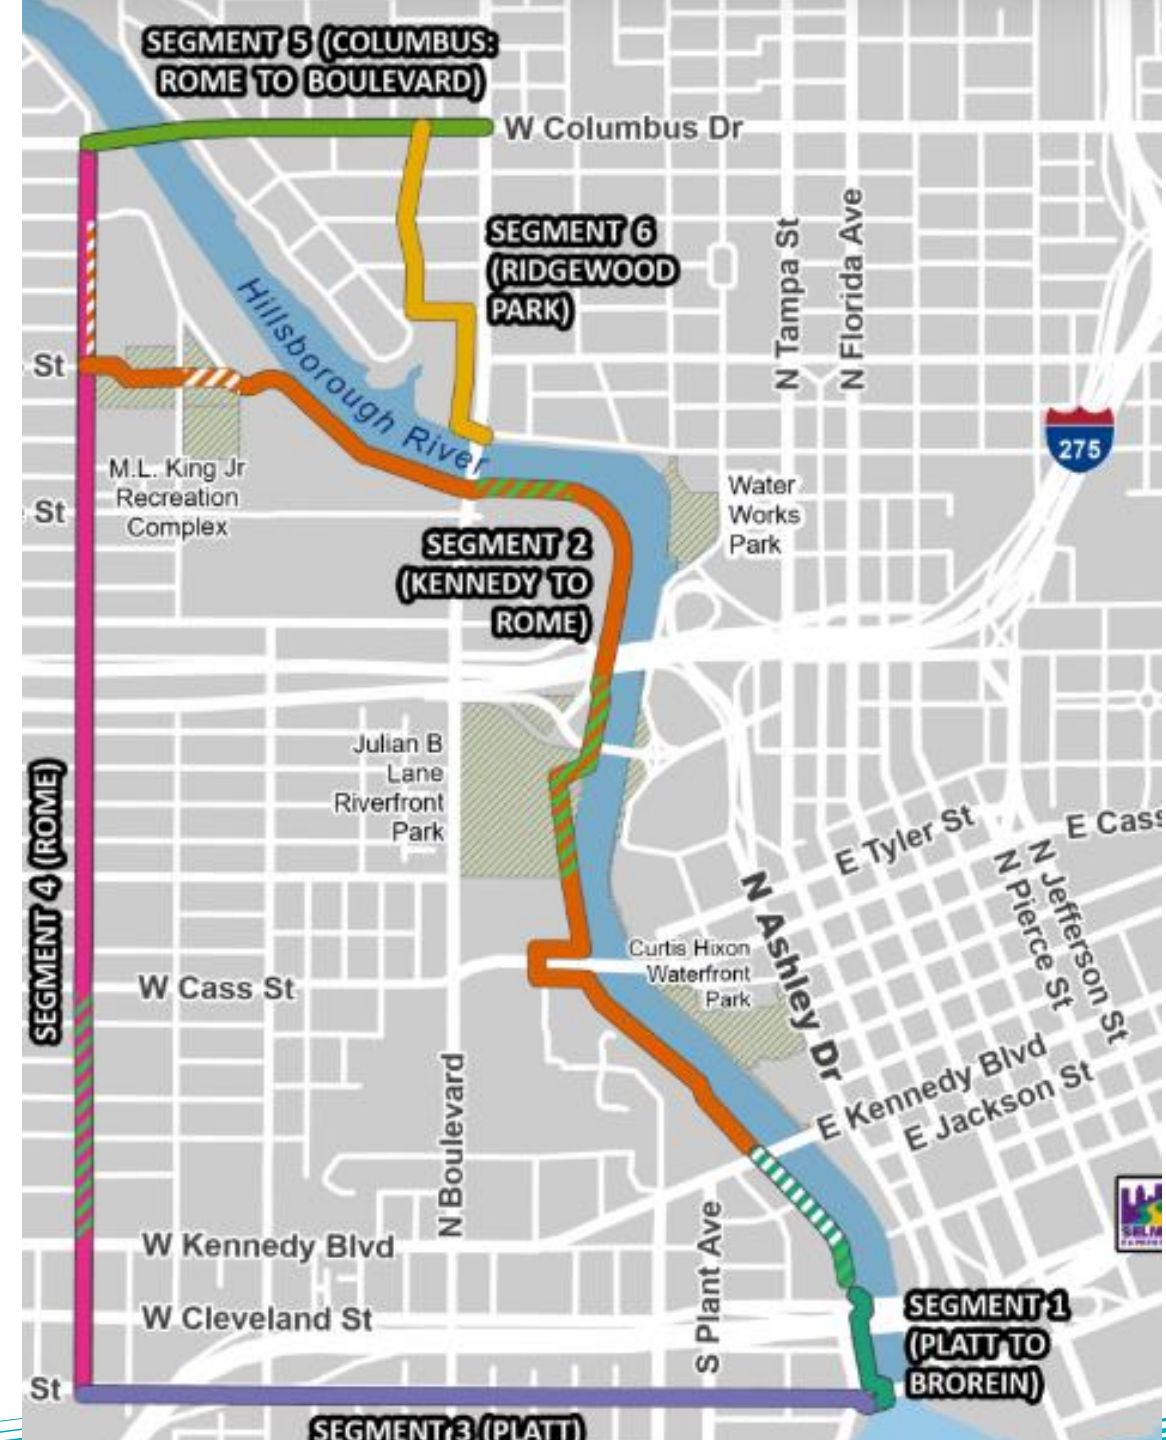 SEGMENT 5 (COLUMBUS:
ROME TO BOULEVARD)
W Columbus Dr
SEGMENT 6
(RIDGEWOOD
PARK)
N Tampa St
N Florida Ave
Hillsborough River
St
275
M.L. King Jr
Recreation
Complex
St
Water
Works
Park
SEGMENT 2
(KENNEDY TO
ROME)
Julian B
Lane
Riverfront
Park
SEGMENT 4 (ROME)
E Tyler St
E Cass
N Pierce St
N Jefferson St
N Ashley Dr
Curtis Hixon
Waterfront
Park
W Cass St
N Boulevard
E Kennedy Blvd
E Jackson St
W Kennedy Blvd
S Plant Ave
W Cleveland St
SEGMENT 1
(PLATT TO
BROREIN)
St
SEGMENT 3 (PLATT)